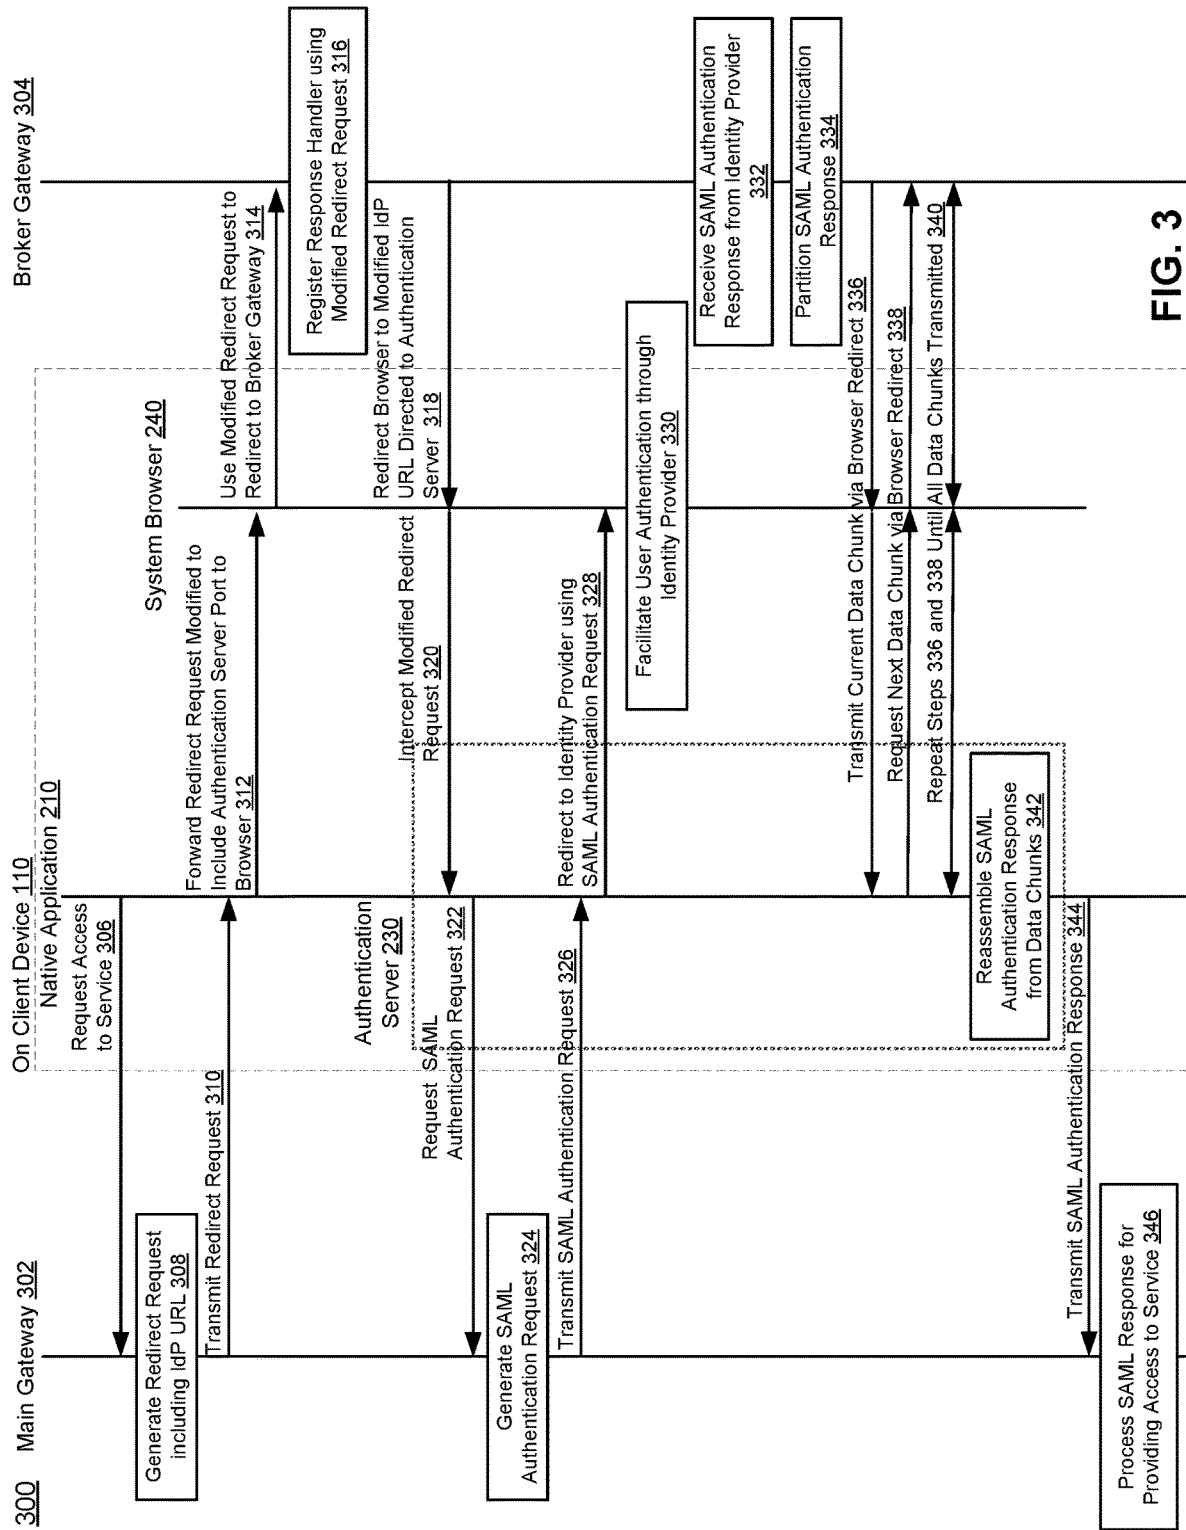 300
Main Gateway 302
On Client Device 110
Native Application 210
System Browser 240
Broker Gateway 304
Request Access
to Service 306
Generate Redirect Request
including IdP URL 308
Transmit Redirect Request 310
Forward Redirect Request Modified to
Include Authentication Server Port to
Browser 312
Use Modified Redirect Request to
Redirect to Broker Gateway 314
Register Response Handler using
Modified Redirect Request 316
Redirect Browser to Modified IdP
URL Directed to Authentication
Server 318
Intercept Modified Redirect
Request 320
Authentication
Server 230
Request SAML
Authentication Request 322
Generate SAML
Authentication Request 324
Transmit SAML Authentication Request 326
Redirect to Identity Provider using
SAML Authentication Request 328
Facilitate User Authentication through
Identity Provider 330
Receive SAML Authentication
Response from Identity Provider
332
Partition SAML Authentication
Response 334
Transmit Current Data Chunk via Browser Redirect 336
Request Next Data Chunk via Browser Redirect 338
Repeat Steps 336 and 338 Until All Data Chunks Transmitted 340
Reassemble SAML
Authentication Response
from Data Chunks 342
Transmit SAML Authentication Response 344
Process SAML Response for
Providing Access to Service 346
FIG. 3